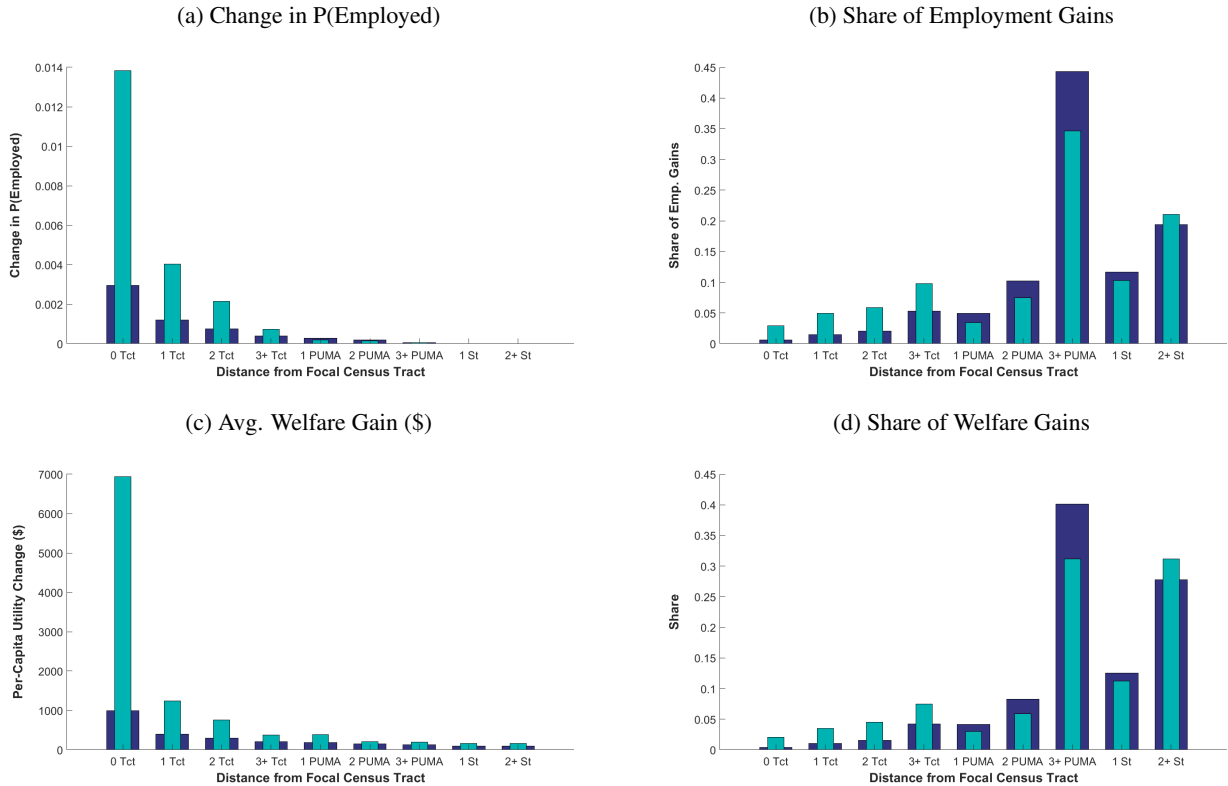 (a) Change in P(Employed)
0.014
0.012
0.01
0.008
0.006
0.004
0.002
0
Change in P(Employed)
0 Tct 1 Tct 2 Tct 3+ Tct 1 PUMA 2 PUMA 3+ PUMA 1 St 2+ St
Distance from Focal Census Tract
(b) Share of Employment Gains
0.45
0.4
0.35
0.3
0.25
0.2
0.15
0.1
0.05
0
Share of Emp. Gains
0 Tct 1 Tct 2 Tct 3+ Tct 1 PUMA 2 PUMA 3+ PUMA 1 St 2+ St
Distance from Focal Census Tract
(c) Avg. Welfare Gain ($)
7000
6000
5000
4000
3000
2000
1000
0
Per-Capita Utility Change ($)
0 Tct 1 Tct 2 Tct 3+ Tct 1 PUMA 2 PUMA 3+ PUMA 1 St 2+ St
Distance from Focal Census Tract
(d) Share of Welfare Gains
0.45
0.4
0.35
0.3
0.25
0.2
0.15
0.1
0.05
0
Share
0 Tct 1 Tct 2 Tct 3+ Tct 1 PUMA 2 PUMA 3+ PUMA 1 St 2+ St
Distance from Focal Census Tract